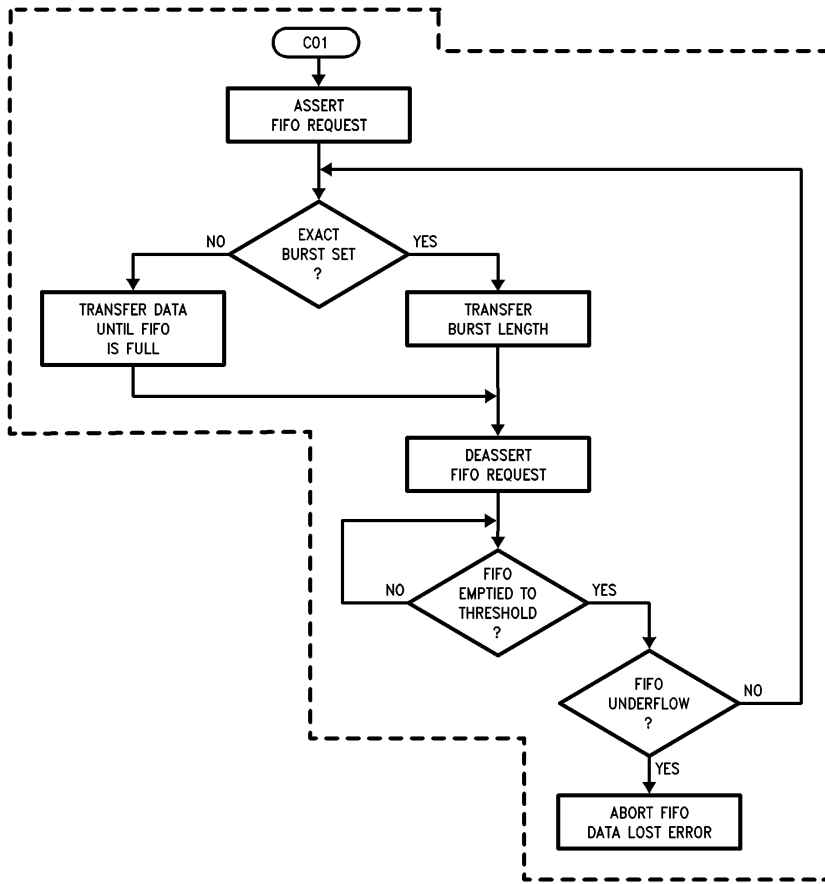 C01
ASSERT
FIFO REQUEST
EXACT
BURST SET
?
NO
YES
TRANSFER DATA
UNTIL FIFO
IS FULL
TRANSFER
BURST LENGTH
DEASSERT
FIFO REQUEST
FIFO
EMPTIED TO
THRESHOLD
?
NO
YES
FIFO
UNDERFLOW
?
NO
YES
ABORT FIFO
DATA LOST ERROR